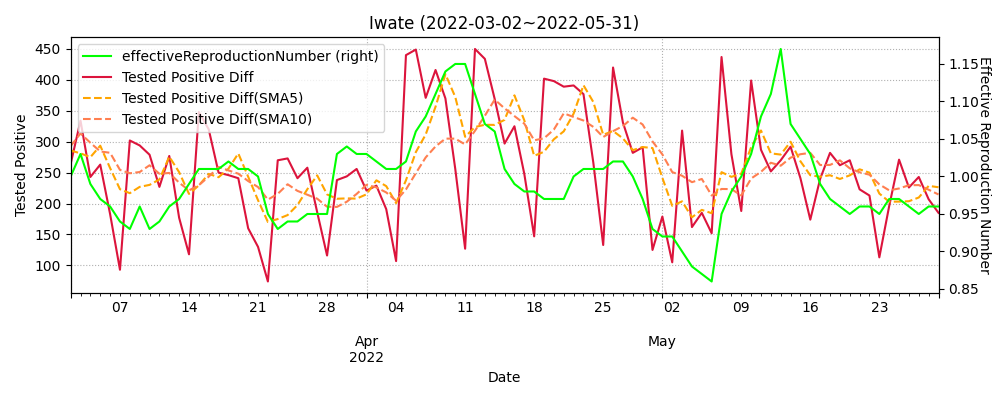 Iwate (2022-03-02~2022-05-31)
effectiveReproductionNumber (right)
Tested Positive Diff
Tested Positive Diff(SMA5)
Tested Positive Diff(SMA10)
Tested Positive
450
400
350
300
250
200
150
100
1.15
1.10
1.05
1.00
0.95
0.90
0.85
Effective Reproduction Number
07 14 21 28 04 11 18 25 02 09 16 23
Apr May
2022
Date